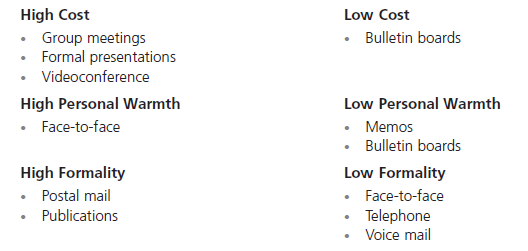 High Cost
• Group meetings
• Formal presentations
• Videoconference
Low Cost
• Bulletin boards
High Personal Warmth
• Face-to-face
Low Personal Warmth
• Memos
• Bulletin boards
High Formality
• Postal mail
• Publications
Low Formality
• Face-to-face
• Telephone
• Voice mail